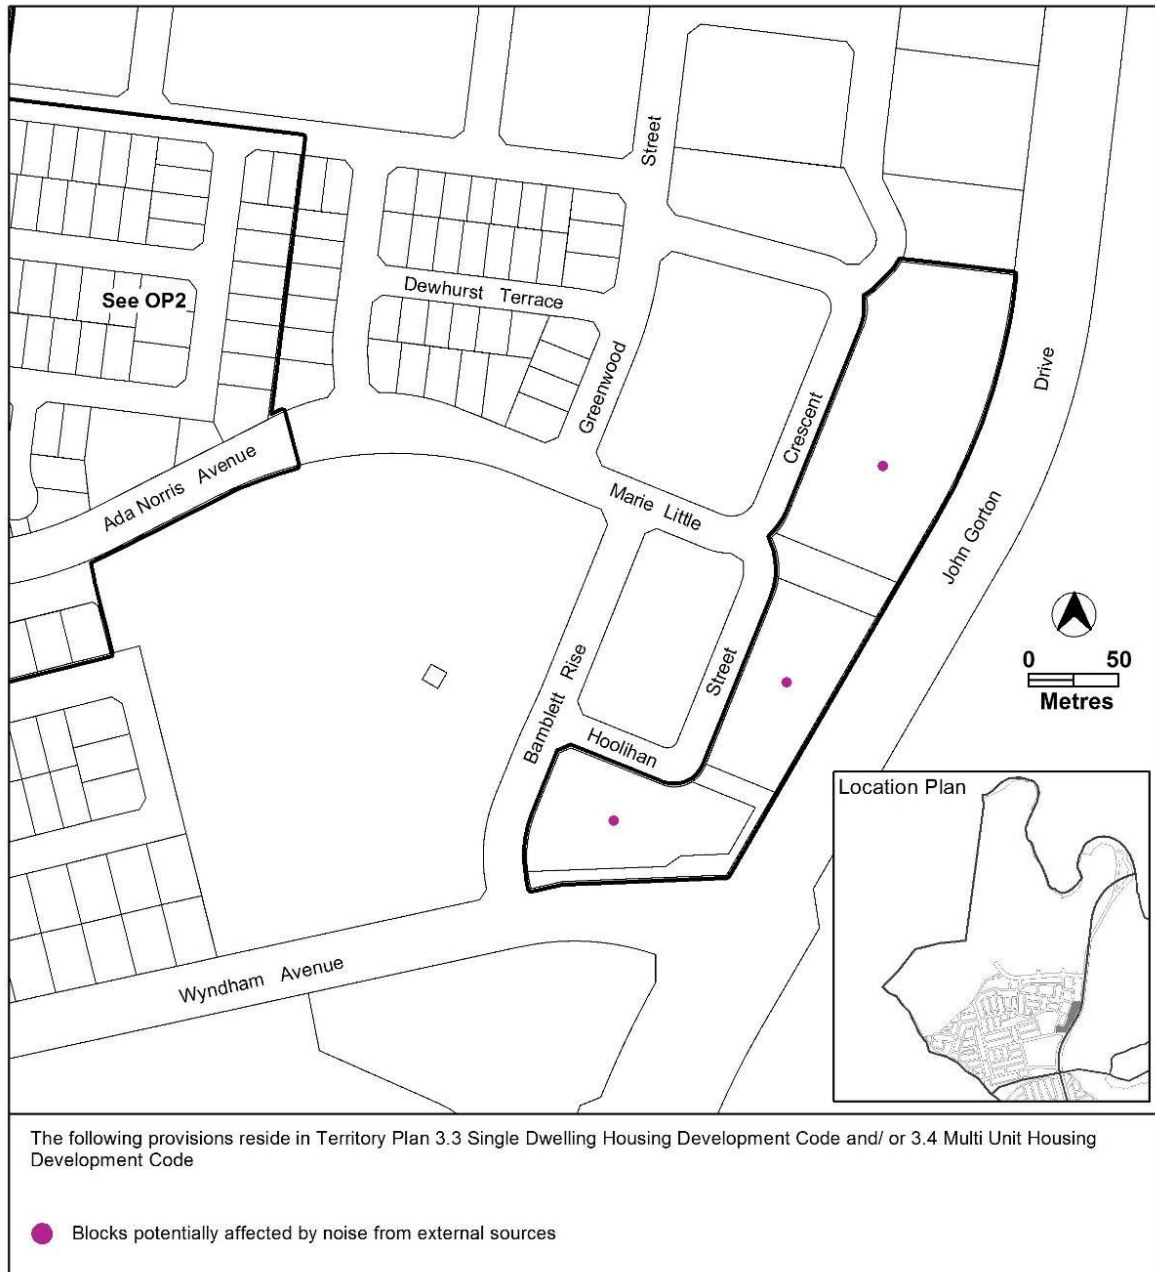 Street
See OP2
Dewhurst Terrace
Greenwood
Drive
Crescent
Ada Norris Avenue
Marie Little
John Gorton
0 50
Metres
Bamblett Rise
Street
Hoolihan
Location Plan
Wyndham Avenue
The following provisions reside in Territory Plan 3.3 Single Dwelling Housing Development Code and/ or 3.4 Multi Unit Housing
Development Code
Blocks potentially affected by noise from external sources